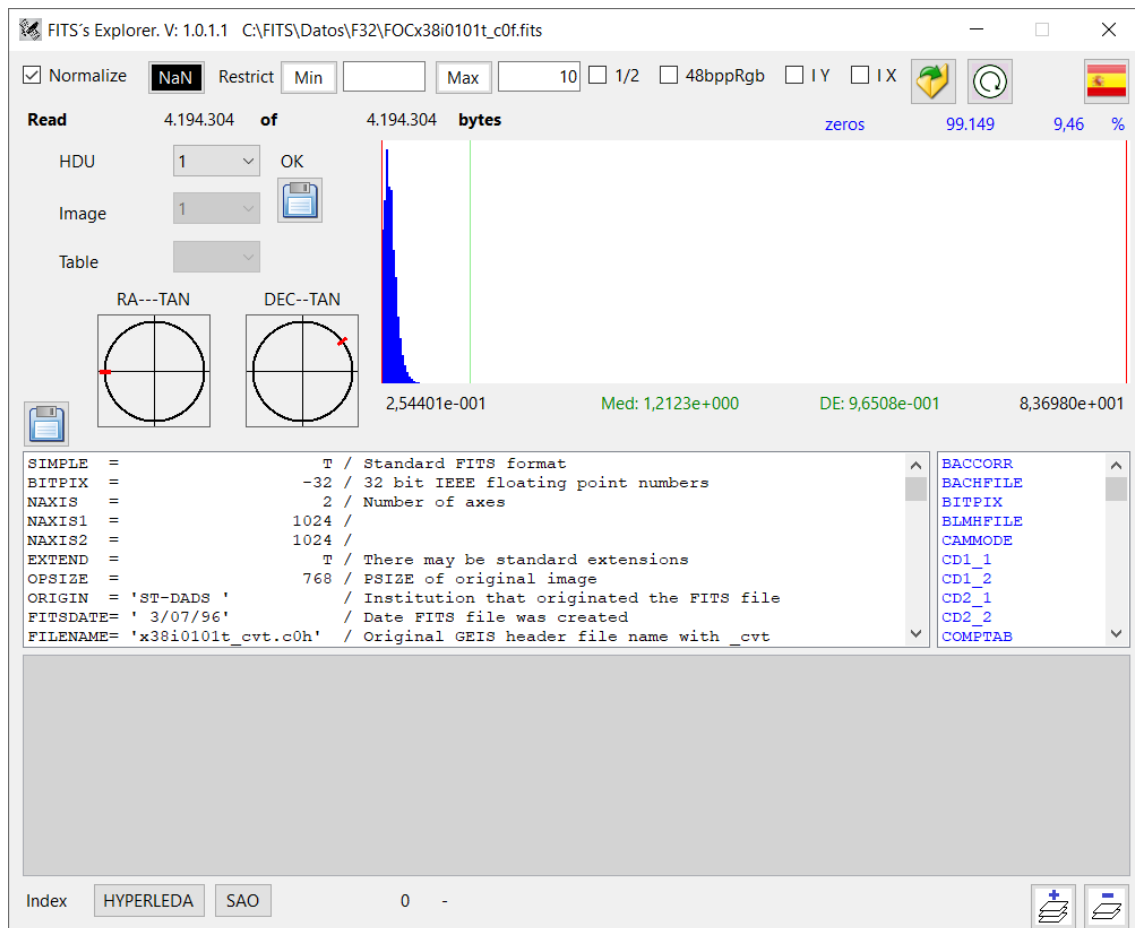 FITS´s Explorer. V: 1.0.1.1 C:\FITS\Datos\F32\FOCx38i0101t_c0f.fits
Normalize NaN Restrict Min Max 10 1/2 48bppRgb I Y I X
Read 4.194.304 of 4.194.304 bytes zeros 99.149 9,46 %
HDU 1 OK
Image 1
Table
RA---TAN DEC--TAN
2,54401e-001 Med: 1,2123e+000 DE: 9,6508e-001 8,36980e+001
SIMPLE = T / Standard FITS format
BITPIX = -32 / 32 bit IEEE floating point numbers
NAXIS = 2 / Number of axes
NAXIS1 = 1024 /
NAXIS2 = 1024 /
EXTEND = T / There may be standard extensions
OPSIZE = 768 / PSIZE of original image
ORIGIN = 'ST-DADS ' / Institution that originated the FITS file
FITSDATE= ' 3/07/96' / Date FITS file was created
FILENAME= 'x38i0101t_cvt.c0h' / Original GEIS header file name with _cvt
BACCORR
BACHFILE
BITPIX
BLMHFILE
CAMMODE
CD1_1
CD1_2
CD2_1
CD2_2
COMPTAB
Index HYPERLEDA SAO 0 -